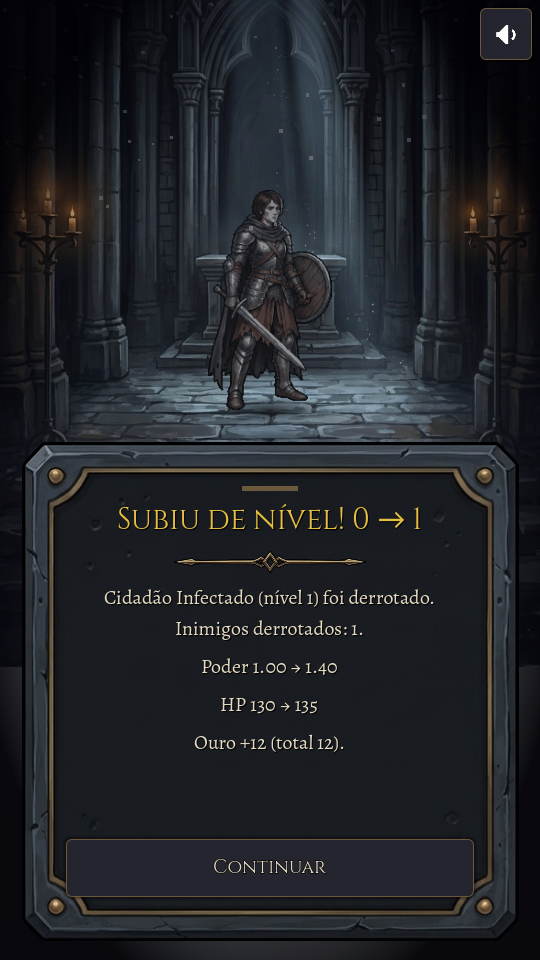 Subiu de nível! 0 → 1
Cidadão Infectado (nível 1) foi derrotado.
Inimigos derrotados: 1.
Poder 1.00 → 1.40
HP 130 → 135
Ouro +12 (total 12).
Continuar